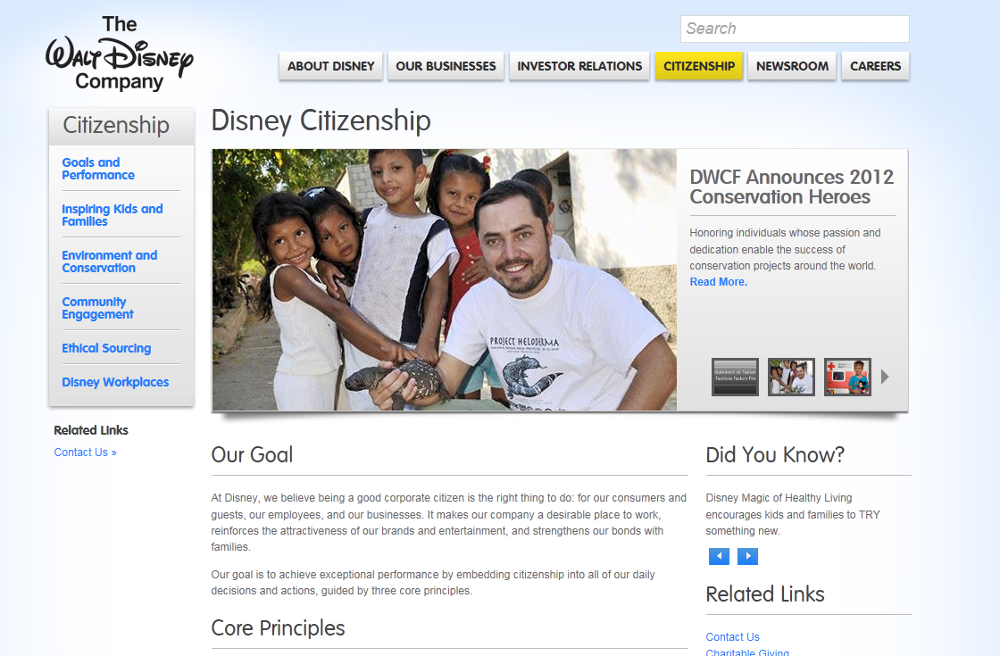 The
Walt Disney
Company
Search
ABOUT DISNEY
OUR BUSINESSES
INVESTOR RELATIONS
CITIZENSHIP
NEWSROOM
CAREERS
Citizenship
Goals and
Performance
Inspiring Kids and
Families
Environment and
Conservation
Community
Engagement
Ethical Sourcing
Disney Workplaces
Related Links
Contact Us »
Disney Citizenship
PROJECT HELODERMA
DWCF Announces 2012
Conservation Heroes
Honoring individuals whose passion and
dedication enable the success of
conservation projects around the world.
Read More.
Statement on Tazreen
Fashions Factory Fire
Our Goal
At Disney, we believe being a good corporate citizen is the right thing to do: for our consumers and
guests, our employees, and our businesses. It makes our company a desirable place to work,
reinforces the attractiveness of our brands and entertainment, and strengthens our bonds with
families.
Our goal is to achieve exceptional performance by embedding citizenship into all of our daily
decisions and actions, guided by three core principles.
Core Principles
Did You Know?
Disney Magic of Healthy Living
encourages kids and families to TRY
something new.
Related Links
Contact Us
Charitable Giving